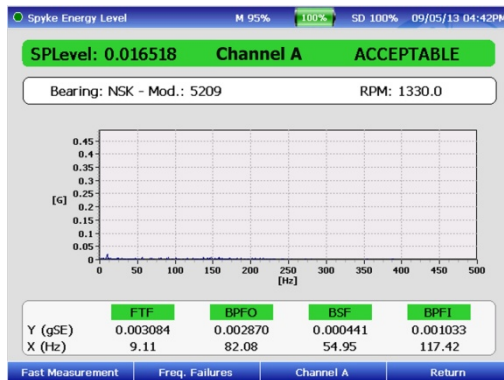 Spyke Energy Level M 95% 100% SD 100% 09/05/13 04:42PM
SPLevel: 0.016518 Channel A ACCEPTABLE
Bearing: NSK - Mod.: 5209 RPM: 1330.0
0.45
0.4
0.35
0.3
0.25
[G] 0.2
0.15
0.1
0.05
0
0 50 100 150 200 250 300 350 400 450 500
[Hz]
FTF BPFO BSF BPFI
Y (gSE) 0.003084 0.002870 0.000441 0.001033
X (Hz) 9.11 82.08 54.95 117.42
Fast Measurement Freq. Failures Channel A Return